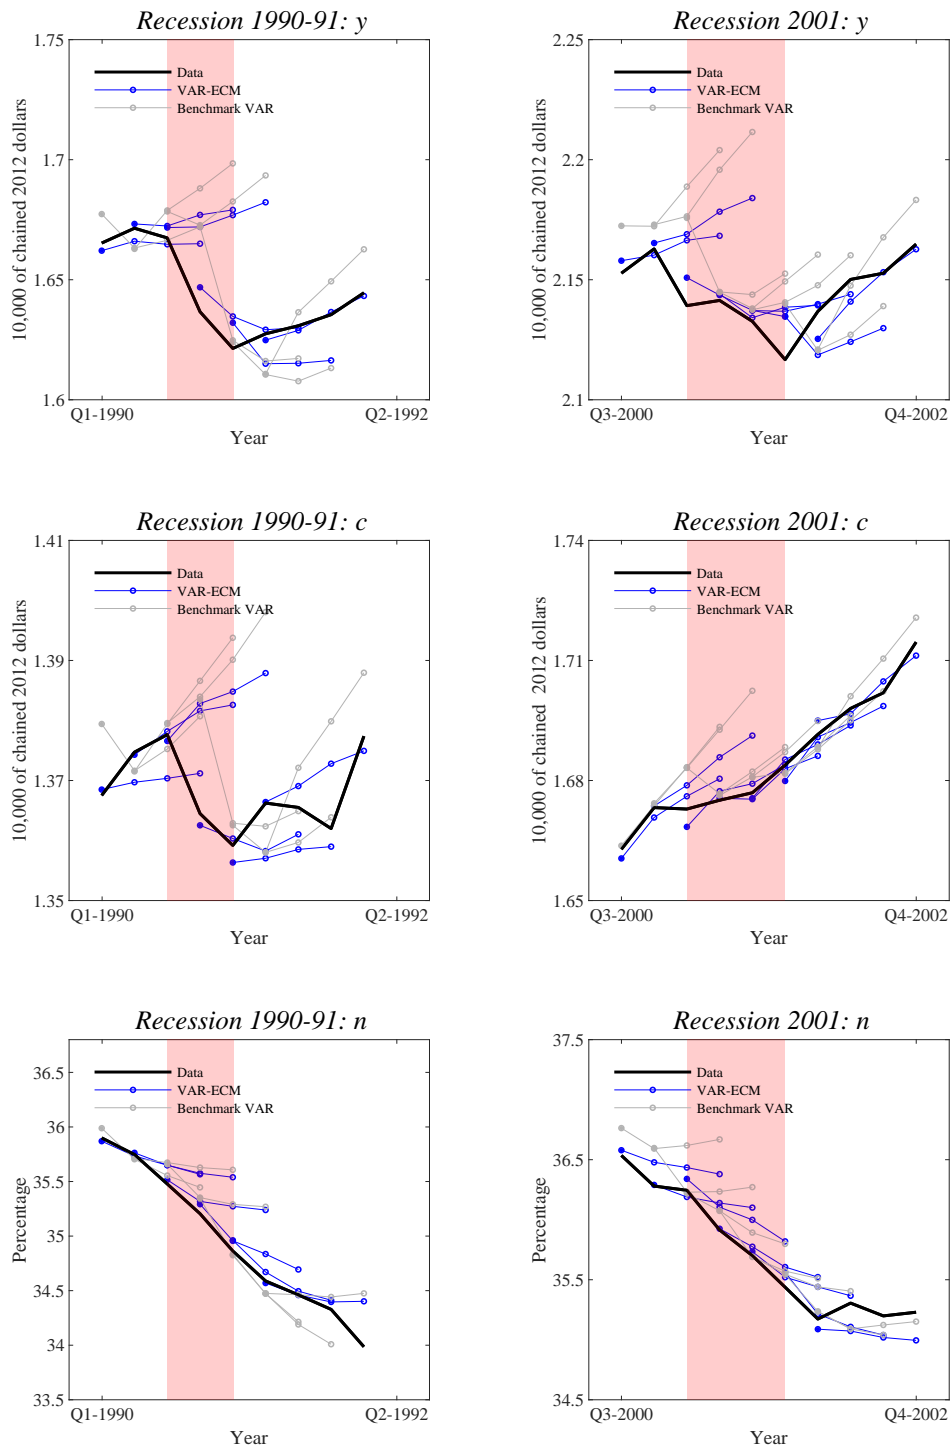 Recession 1990-91: y
1.75
1.7
1.65
1.6
10,000 of chained 2012 dollars
Data
VAR-ECM
Benchmark VAR
Q1-1990
Q2-1992
Year
Recession 2001: y
2.25
2.2
2.15
2.1
10,000 of chained 2012 dollars
Data
VAR-ECM
Benchmark VAR
Q3-2000
Q4-2002
Year
Recession 1990-91: c
1.41
1.39
1.37
1.35
10,000 of chained 2012 dollars
Data
VAR-ECM
Benchmark VAR
Q1-1990
Q2-1992
Year
Recession 2001: c
1.74
1.71
1.68
1.65
10,000 of chained 2012 dollars
Data
VAR-ECM
Benchmark VAR
Q3-2000
Q4-2002
Year
Recession 1990-91: n
36.5
36
35.5
35
34.5
34
33.5
Percentage
Data
VAR-ECM
Benchmark VAR
Q1-1990
Q2-1992
Year
Recession 2001: n
37.5
36.5
35.5
34.5
Percentage
Data
VAR-ECM
Benchmark VAR
Q3-2000
Q4-2002
Year